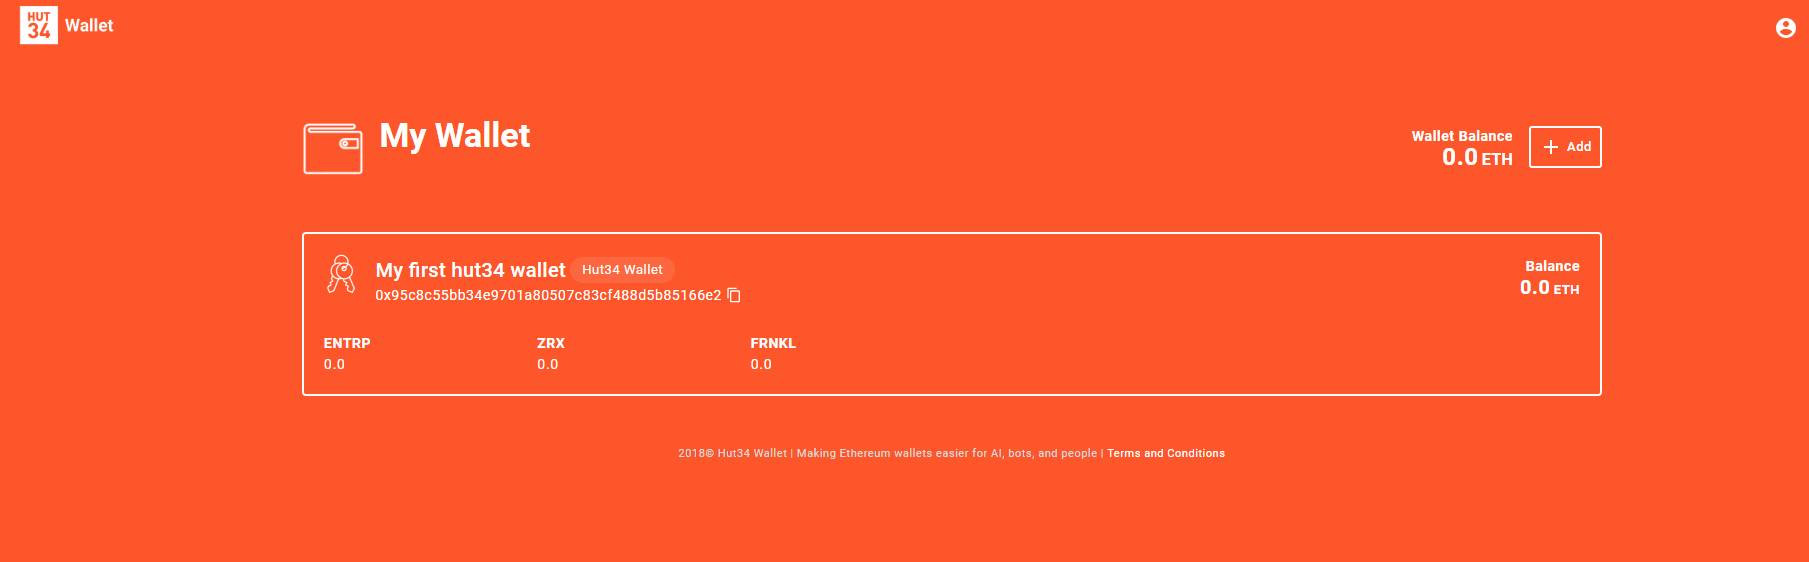 HUT
34
Wallet
My Wallet
Wallet Balance
0.0 ETH
Add
My first hut34 wallet Hut34 Wallet
0x95c8c55bb34e9701a80507c83cf488d5b85166e2
Balance
0.0 ETH
ENTRP ZRX FRNKL
0.0 0.0 0.0
2018© Hut34 Wallet | Making Ethereum wallets easier for AI, bots, and people | Terms and Conditions